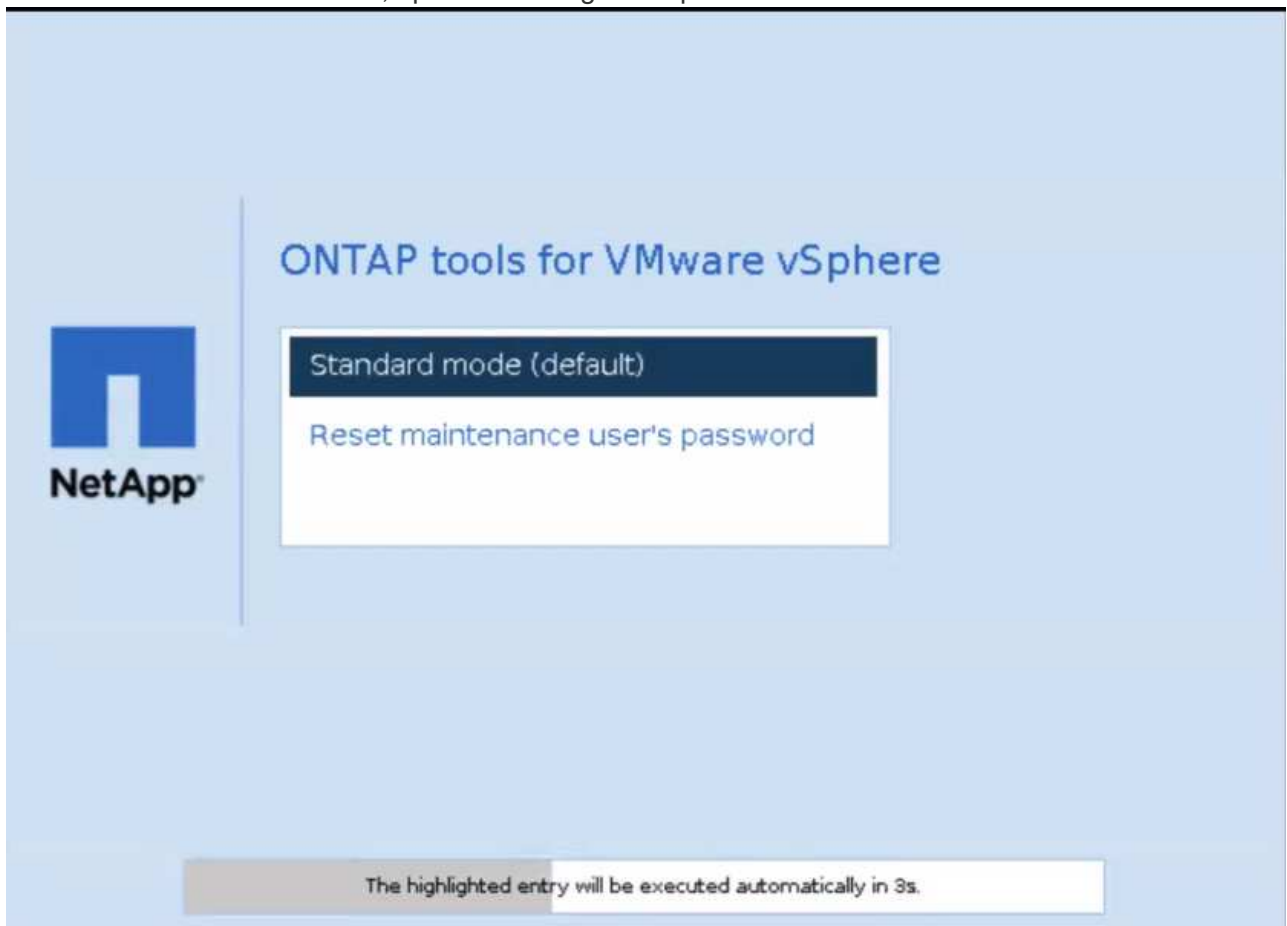 ONTAP tools for VMware vSphere
Standard mode (default)
Reset maintenance user's password
NetApp
The highlighted entry will be executed automatically in 3s.